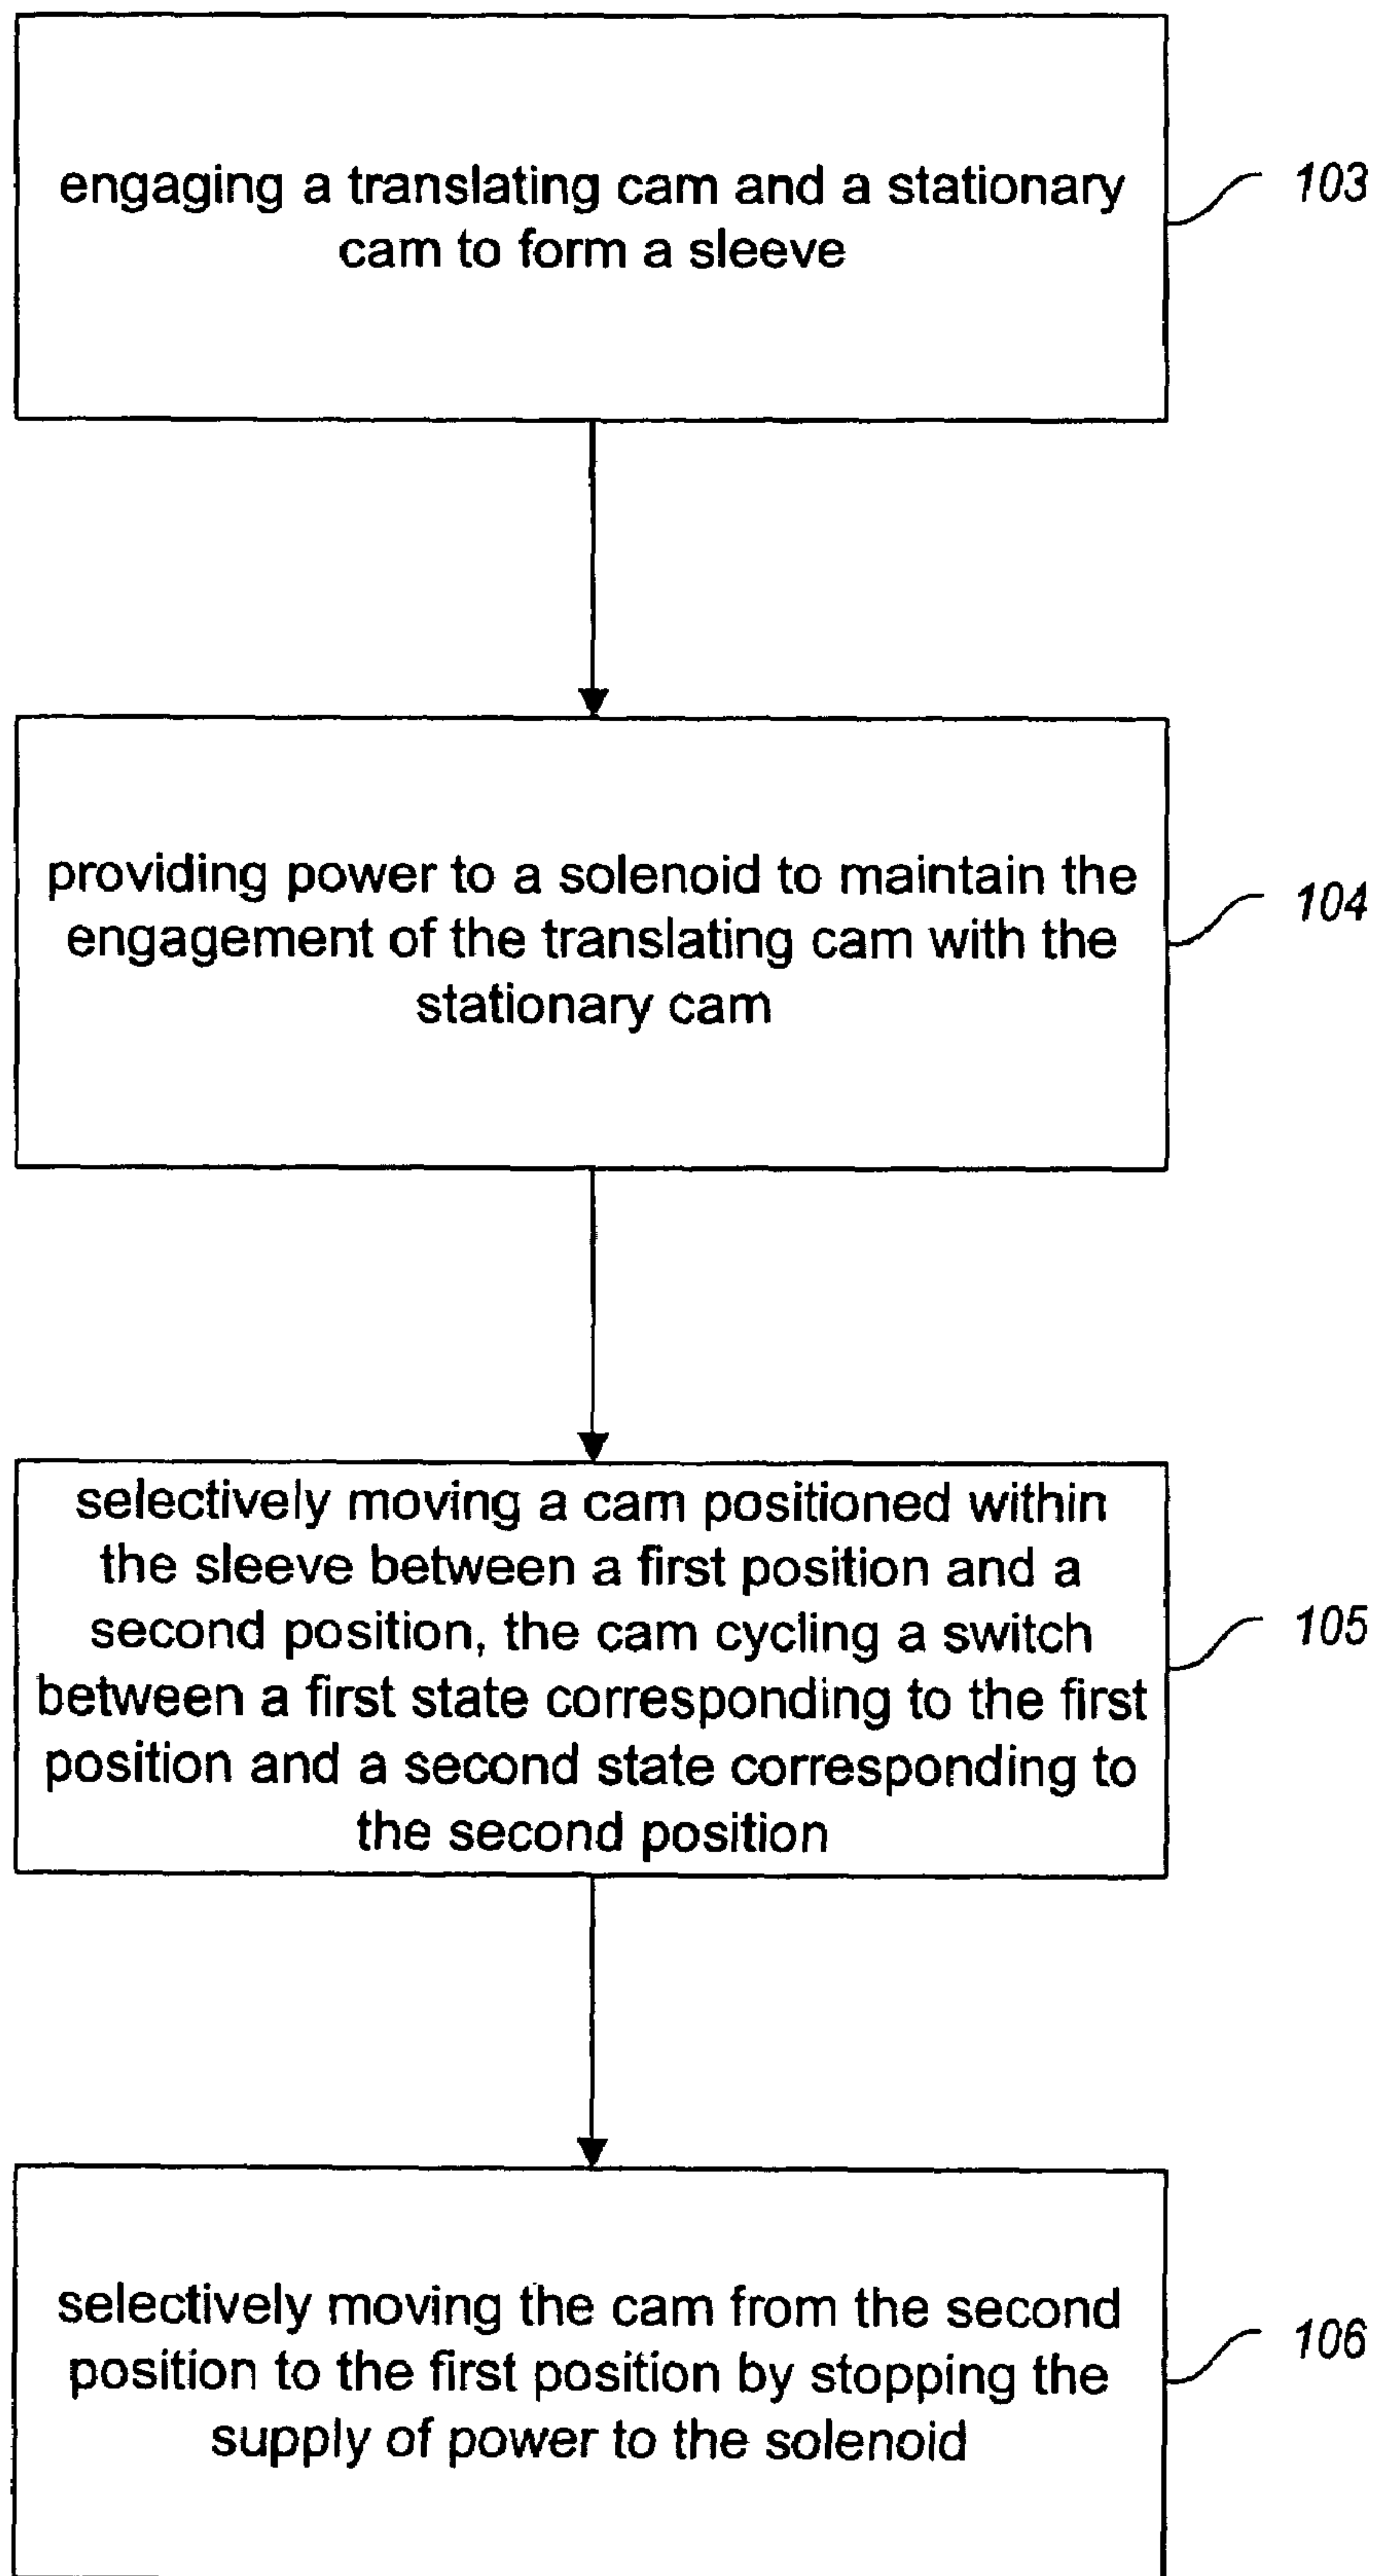 engaging a translating cam and a stationary
cam to form a sleeve
103
providing power to a solenoid to maintain the
engagement of the translating cam with the
stationary cam
104
selectively moving a cam positioned within
the sleeve between a first position and a
second position, the cam cycling a switch
between a first state corresponding to the first
position and a second state corresponding to
the second position
105
selectively moving the cam from the second
position to the first position by stopping the
supply of power to the solenoid
106